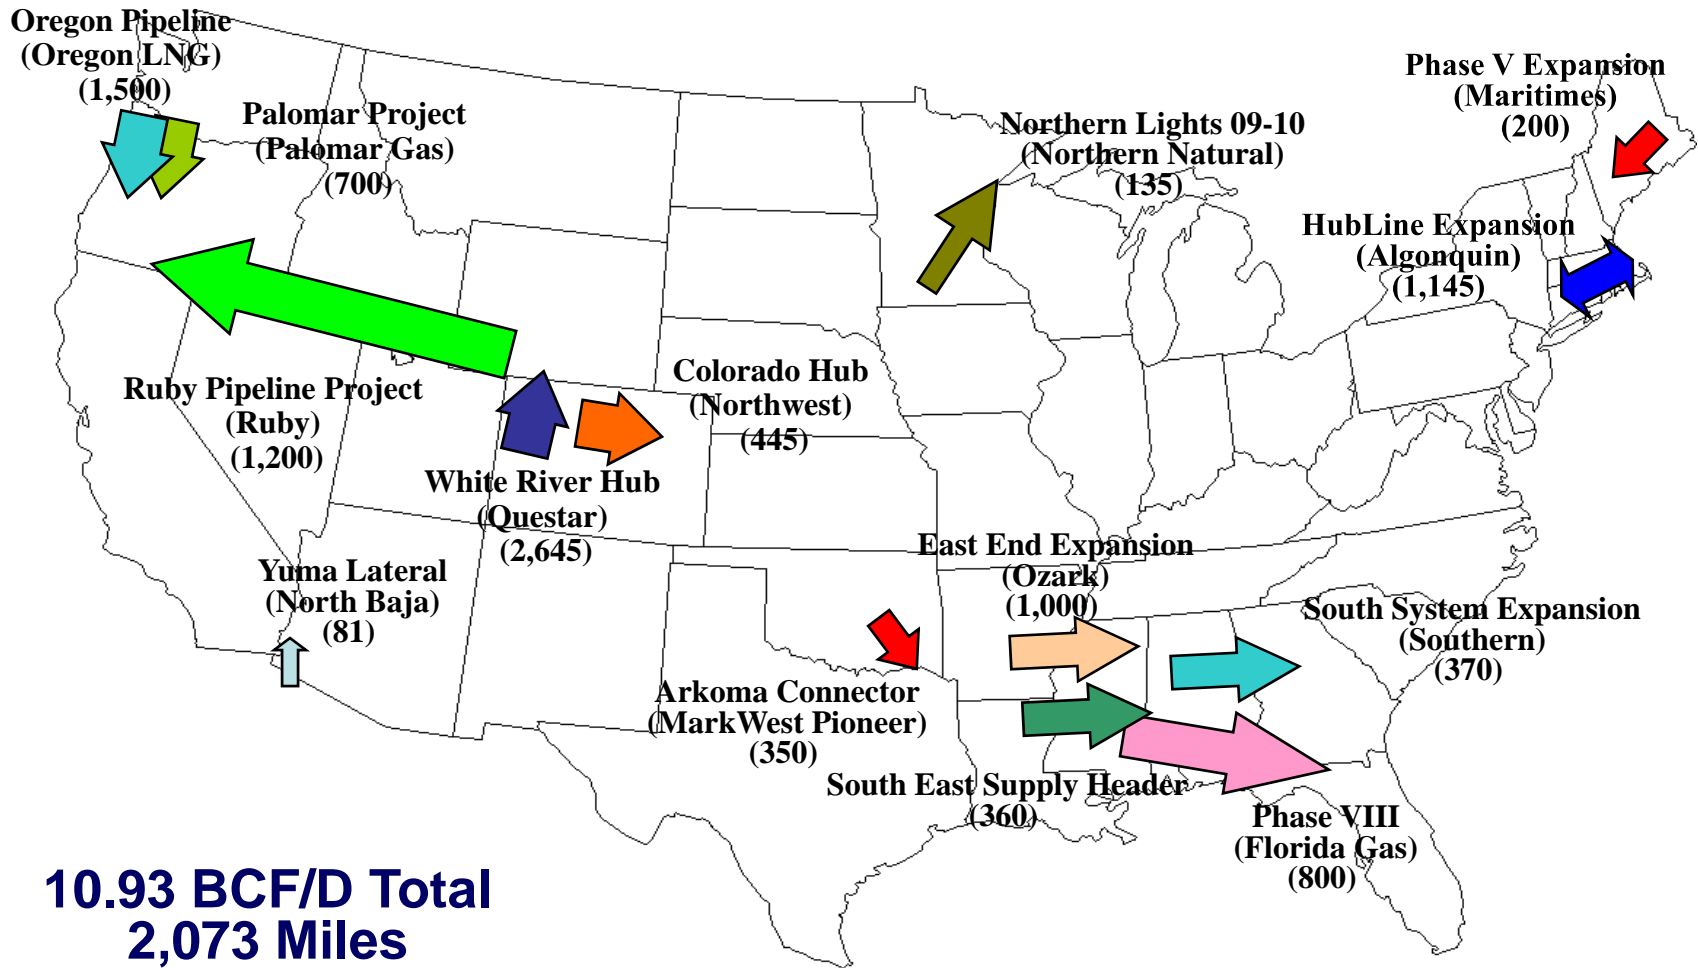 Oregon Pipeline
(Oregon LNG)
(1,500)
Palomar Project
(Palomar Gas)
(700)
Northern Lights 09-10
(Northern Natural)
(135)
Phase V Expansion
(Maritimes)
(200)
HubLine Expansion
(Algonquin)
(1,145)
Ruby Pipeline Project
(Ruby)
(1,200)
Colorado Hub
(Northwest)
(445)
White River Hub
(Questar)
(2,645)
Yuma Lateral
(North Baja)
(81)
East End Expansion
(Ozark)
(1,000)
South System Expansion
(Southern)
(370)
Arkoma Connector
(MarkWest Pioneer)
(350)
South East Supply Header
(360)
Phase VIII
(Florida Gas)
(800)
10.93 BCF/D Total
2,073 Miles